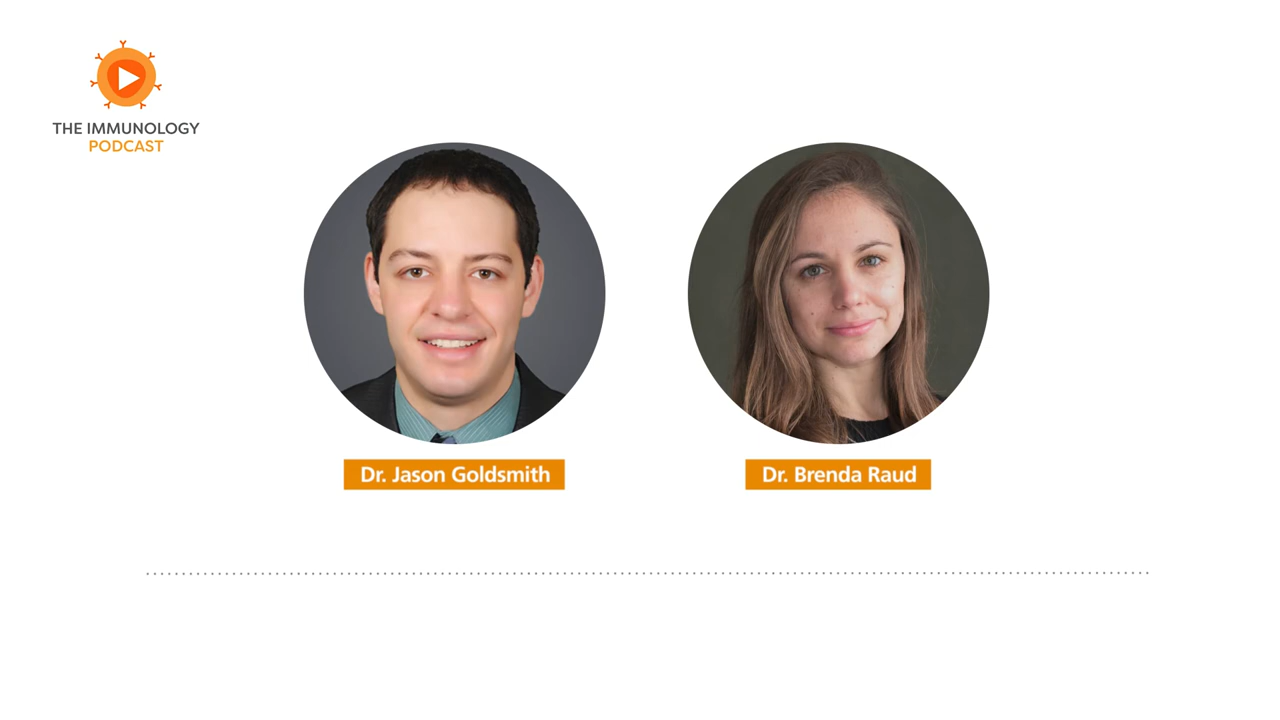 THE IMMUNOLOGY
PODCAST
Dr. Jason Goldsmith
Dr. Brenda Raud